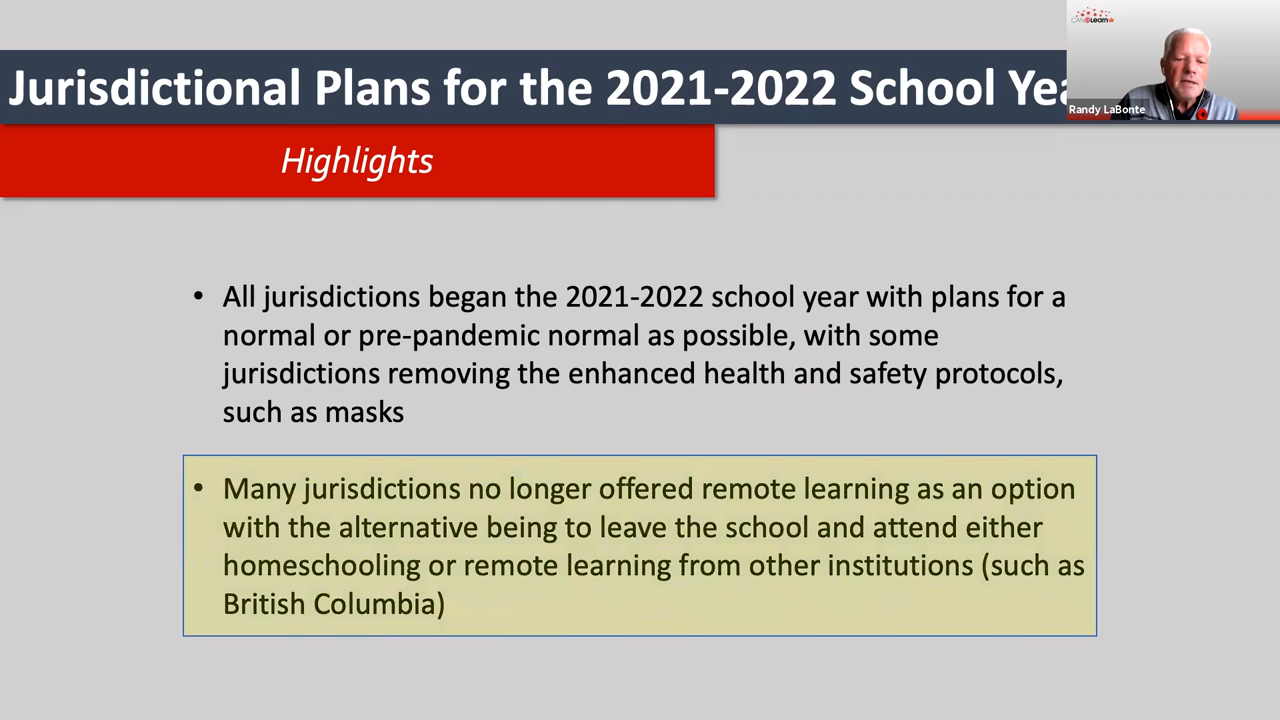 CANeLearn
Jurisdictional Plans for the 2021-2022 School Yea
Randy LaBonte
Highlights
• All jurisdictions began the 2021-2022 school year with plans for a
normal or pre-pandemic normal as possible, with some
jurisdictions removing the enhanced health and safety protocols,
such as masks
• Many jurisdictions no longer offered remote learning as an option
with the alternative being to leave the school and attend either
homeschooling or remote learning from other institutions (such as
British Columbia)